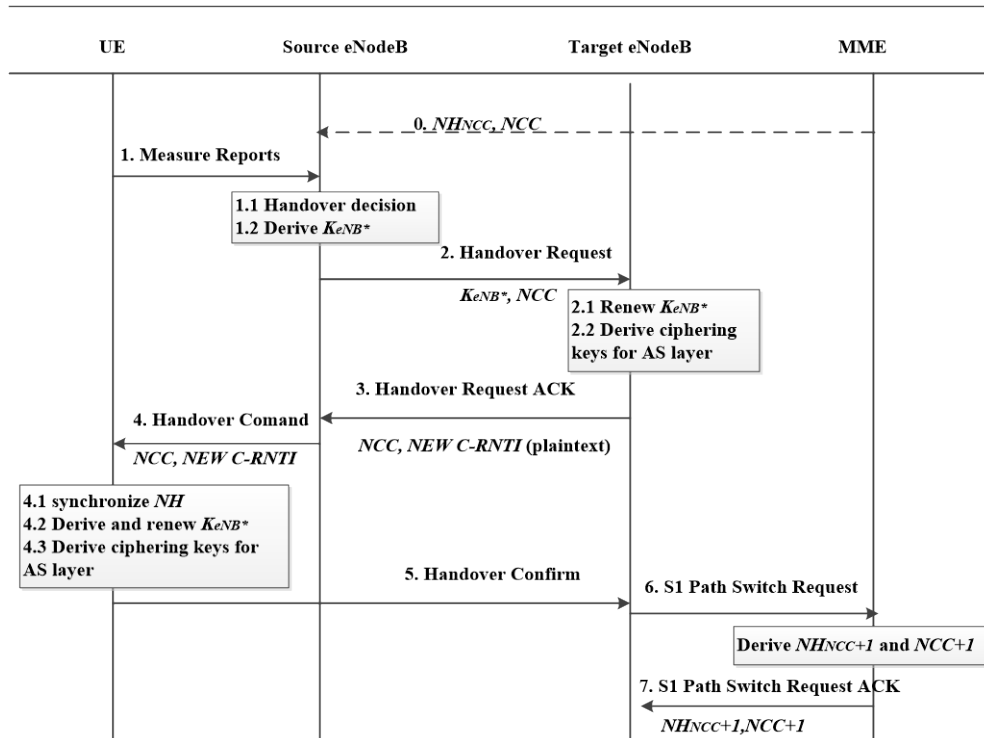 UE Source eNodeB Target eNodeB MME
0. NHNCC, NCC
1. Measure Reports
1.1 Handover decision
1.2 Derive KeNB*
2. Handover Request
KeNB*, NCC
2.1 Renew KeNB*
2.2 Derive ciphering
keys for AS layer
3. Handover Request ACK
NCC, NEW C-RNTI (plaintext)
4. Handover Comand
NCC, NEW C-RNTI
4.1 synchronize NH
4.2 Derive and renew KeNB*
4.3 Derive ciphering keys for
AS layer
5. Handover Confirm
6. S1 Path Switch Request
Derive NHNCC+1 and NCC+1
7. S1 Path Switch Request ACK
NHNCC+1,NCC+1